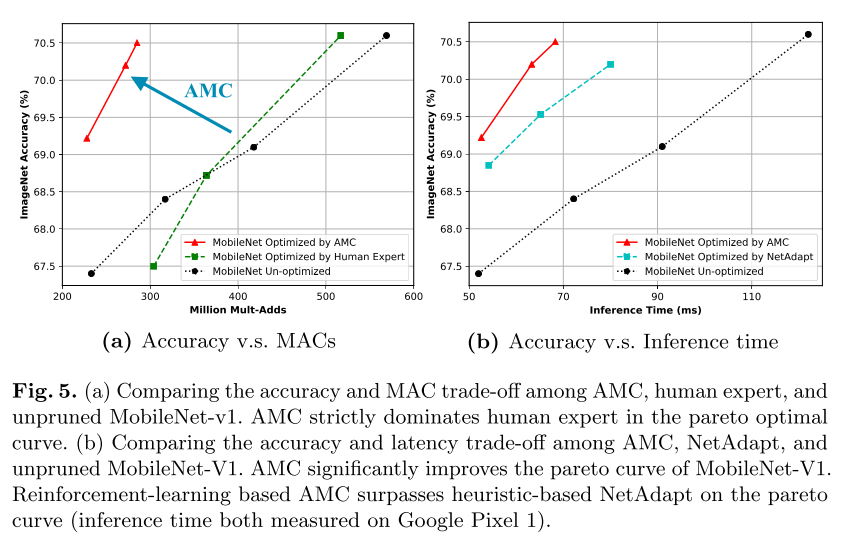 70.5
70.0
69.5
69.0
68.5
68.0
67.5
ImageNet Accuracy (%)
AMC
MobileNet Optimized by AMC
MobileNet Optimized by Human Expert
MobileNet Un-optimized
200 300 400 500 600
Million Mult-Adds
(a) Accuracy v.s. MACs
70.5
70.0
69.5
69.0
68.5
68.0
67.5
ImageNet Accuracy (%)
MobileNet Optimized by AMC
MobileNet Optimized by NetAdapt
MobileNet Un-optimized
50 70 90 110
Inference Time (ms)
(b) Accuracy v.s. Inference time
Fig. 5. (a) Comparing the accuracy and MAC trade-off among AMC, human expert, and
unpruned MobileNet-v1. AMC strictly dominates human expert in the pareto optimal
curve. (b) Comparing the accuracy and latency trade-off among AMC, NetAdapt, and
unpruned MobileNet-V1. AMC significantly improves the pareto curve of MobileNet-V1.
Reinforcement-learning based AMC surpasses heuristic-based NetAdapt on the pareto
curve (inference time both measured on Google Pixel 1).